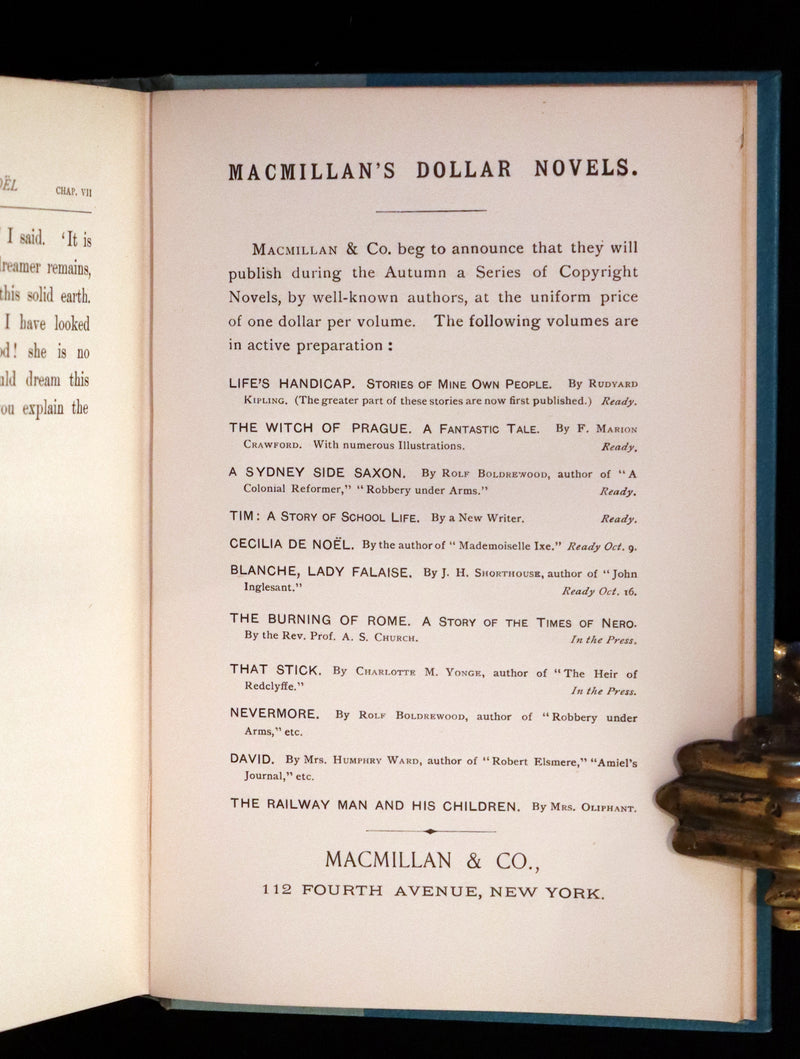 ËL
CHAP. VII
I said. ‘It is
dreamer remains,
this solid earth.
I have looked
she is no
dream this
explain the
MACMILLAN’S DOLLAR NOVELS.
MACMILLAN & CO. beg to announce that they will
publish during the Autumn a Series of Copyright
Novels, by well-known authors, at the uniform price
of one dollar per volume. The following volumes are
in active preparation :
LIFE’S HANDICAP. STORIES OF MINE OWN PEOPLE. By RUDYARD
KIPLING. (The greater part of these stories are now first published.) Ready.
THE WITCH OF PRAGUE. A FANTASTIC TALE. By F. MARION
CRAWFORD. With numerous Illustrations. Ready.
A SYDNEY SIDE SAXON. By ROLF BOLDREWOOD, author of “A
Colonial Reformer,” “Robbery under Arms.” Ready.
TIM: A STORY OF SCHOOL LIFE. By a New Writer. Ready.
CECILIA DE NOËL. By the author of “Mademoiselle Ixe.” Ready Oct. 9.
BLANCHE, LADY FALAISE. By J. H. SHORTHOUSE, author of “John
Inglesant.” Ready Oct. 16.
THE BURNING OF ROME. A STORY OF THE TIMES OF NERO.
By the Rev. Prof. A. S. CHURCH. In the Press.
THAT STICK. By CHARLOTTE M. YONGE, author of “The Heir of
Redclyffe.” In the Press.
NEVERMORE. By ROLF BOLDREWOOD, author of “Robbery under
Arms,” etc.
DAVID. By Mrs. HUMPHRY WARD, author of “Robert Elsmere,” “Amiel’s
Journal,” etc.
THE RAILWAY MAN AND HIS CHILDREN. By MRS. OLIPHANT.
MACMILLAN & CO.,
112 FOURTH AVENUE, NEW YORK.